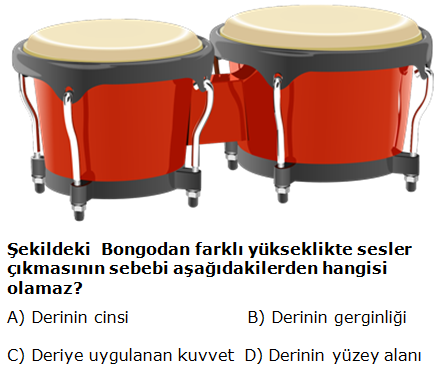 Şekildeki Bongodan farklı yükseklikte sesler
çıkmasının sebebi aşağıdakilerden hangisi
olamaz?
A) Derinin cinsi B) Derinin gerginliği
C) Deriye uygulanan kuvvet D) Derinin yüzey alanı